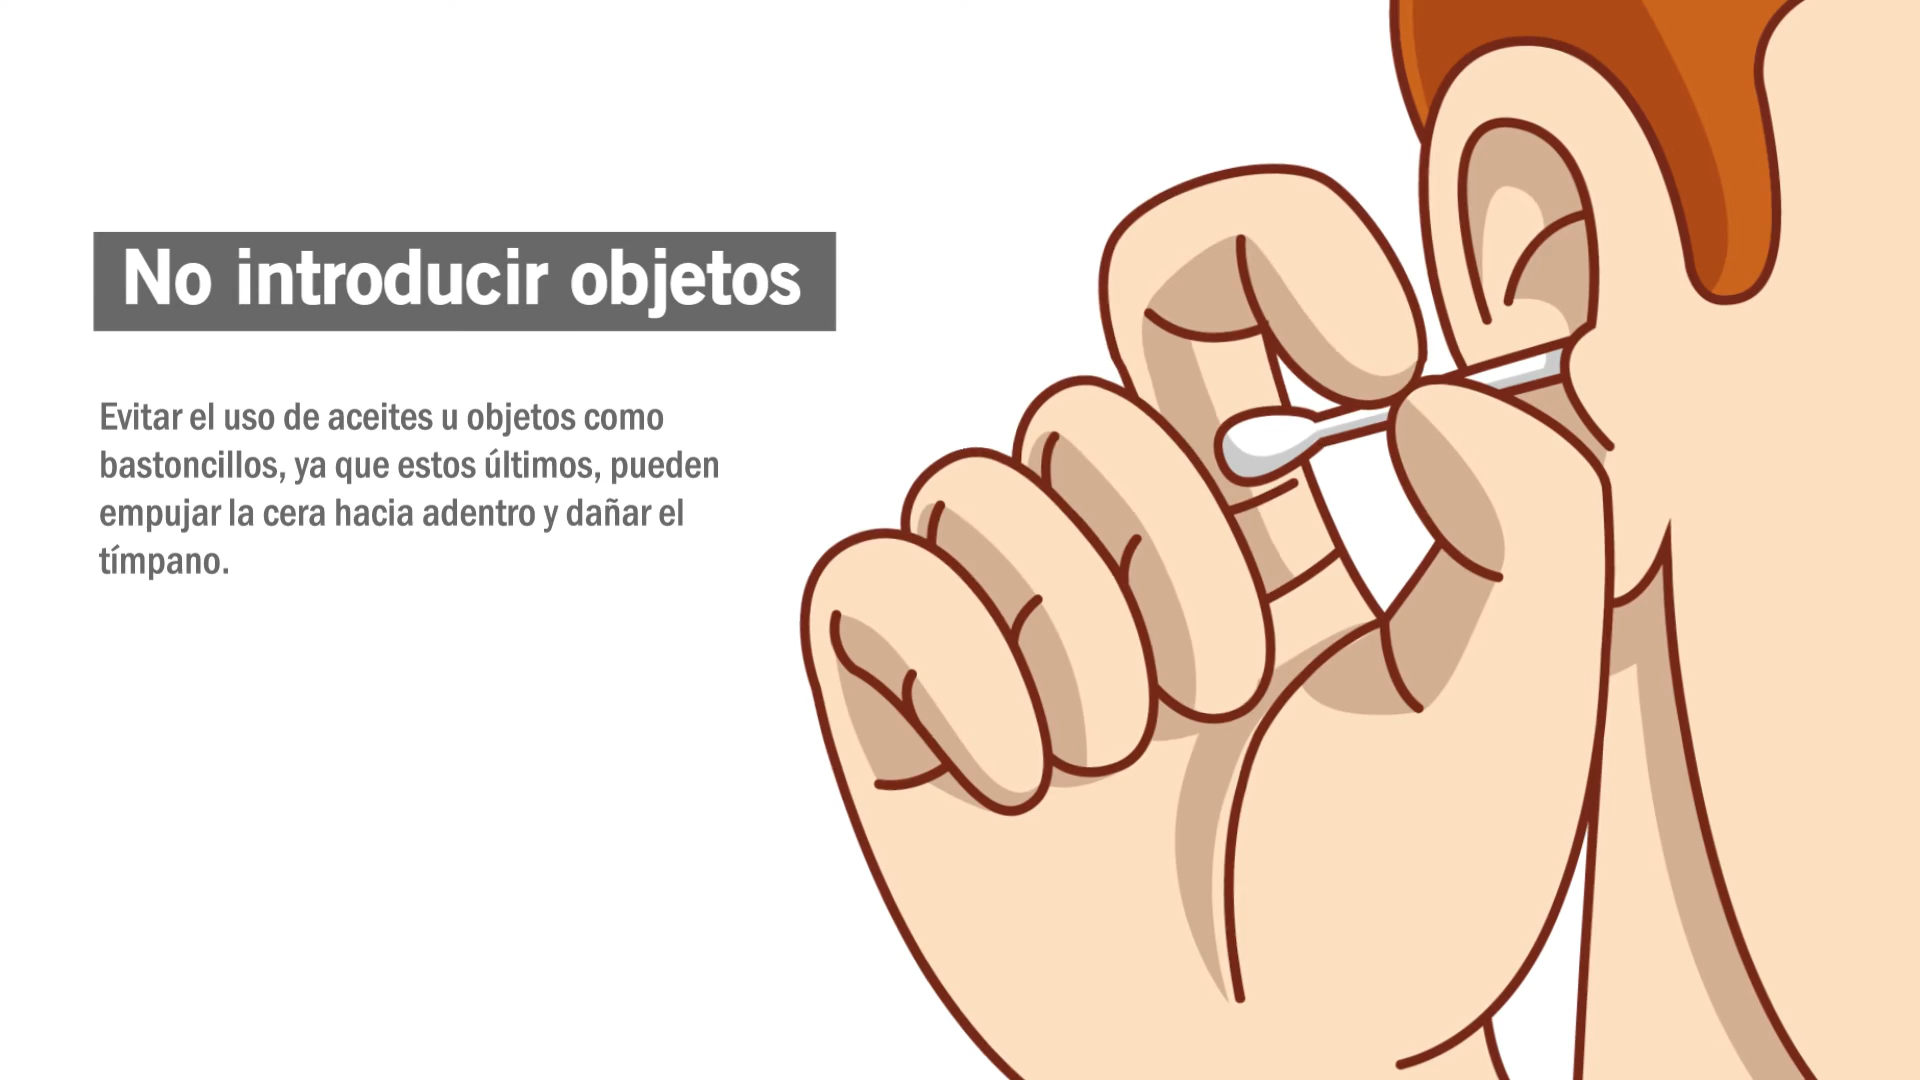 No introducir objetos
Evitar el uso de aceites u objetos como
bastoncillos, ya que estos últimos, pueden
empujar la cera hacia adentro y dañar el
tímpano.